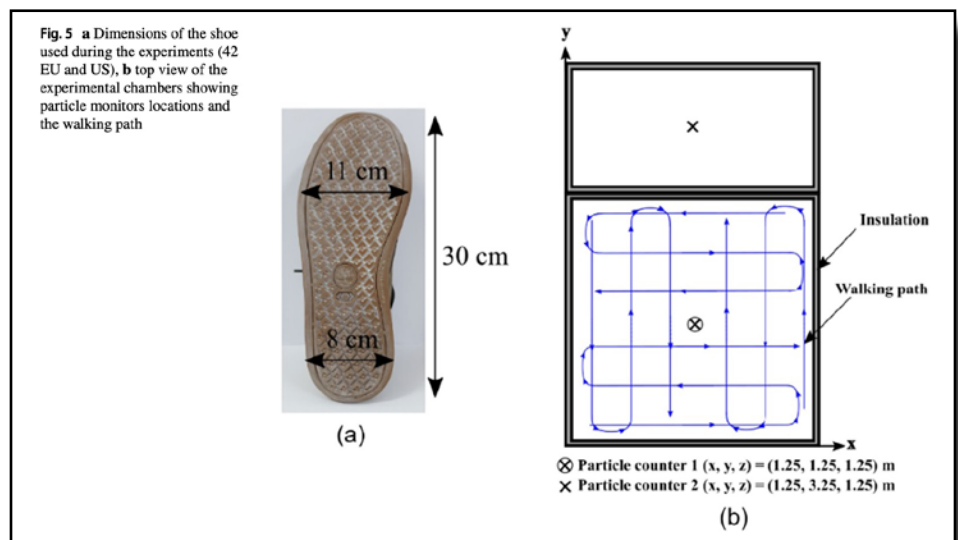 Fig. 5 a Dimensions of the shoe
used during the experiments (42
EU and US), b top view of the
experimental chambers showing
particle monitors locations and
the walking path
11 cm
30 cm
8 cm
(a)
y
Insulation
Walking path
x
Particle counter 1 (x, y, z) = (1.25, 1.25, 1.25) m
Particle counter 2 (x, y, z) = (1.25, 3.25, 1.25) m
(b)